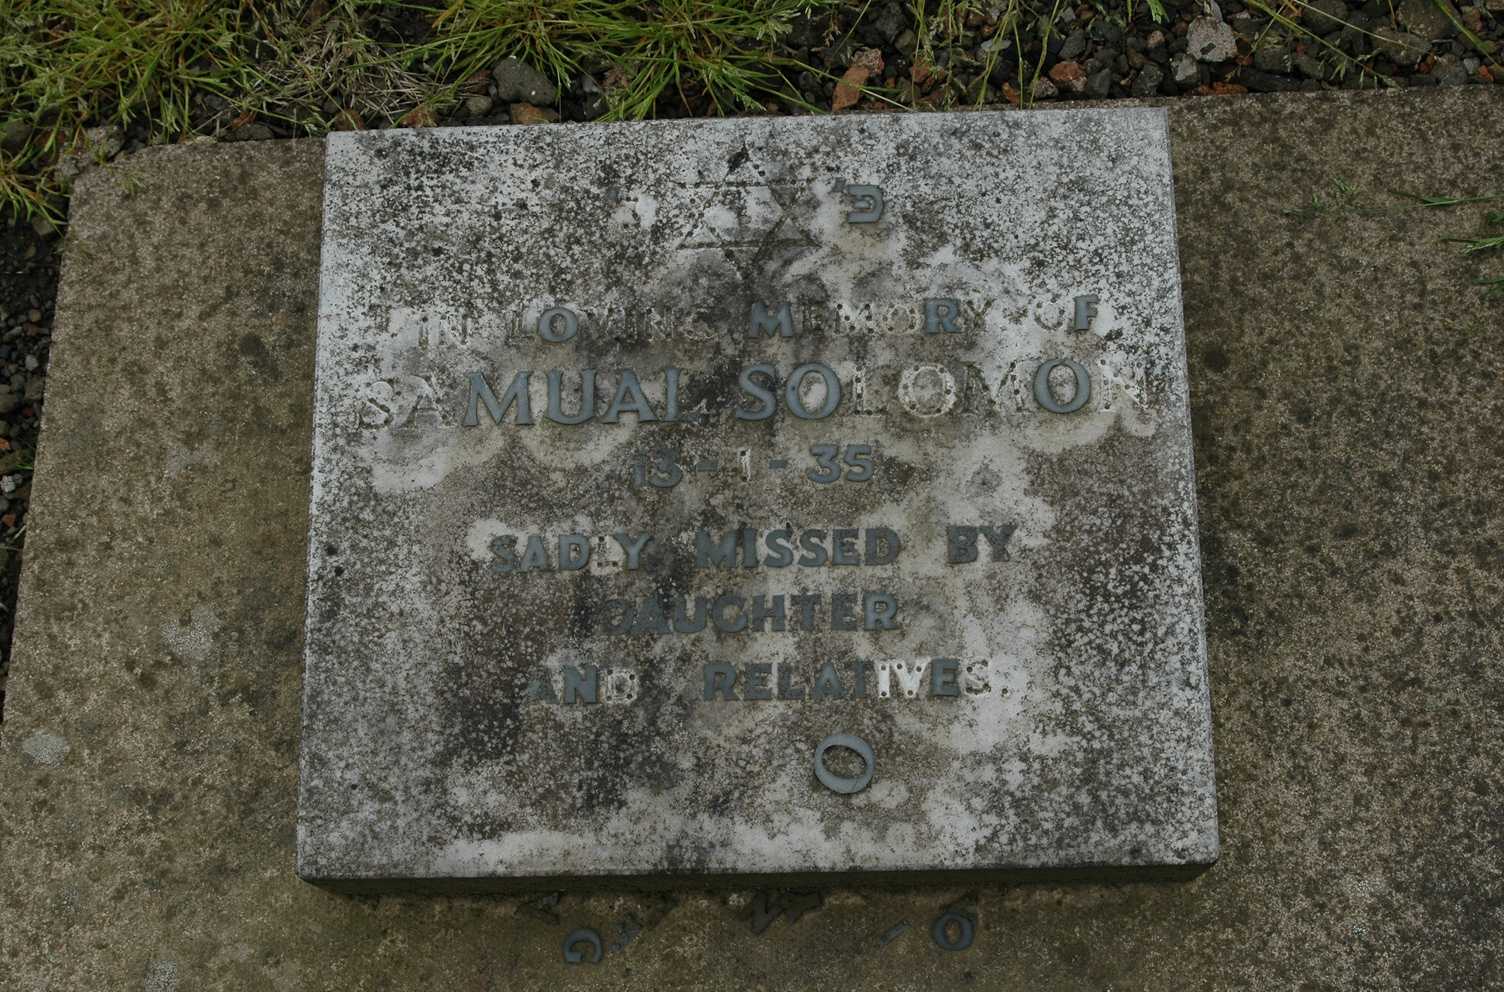 פ'
IN LOVING MEMORY OF
SAMUAL SOLOMON
13-1-35
SADLY MISSED BY
DAUGHTER
AND RELATIVES.
O
G O